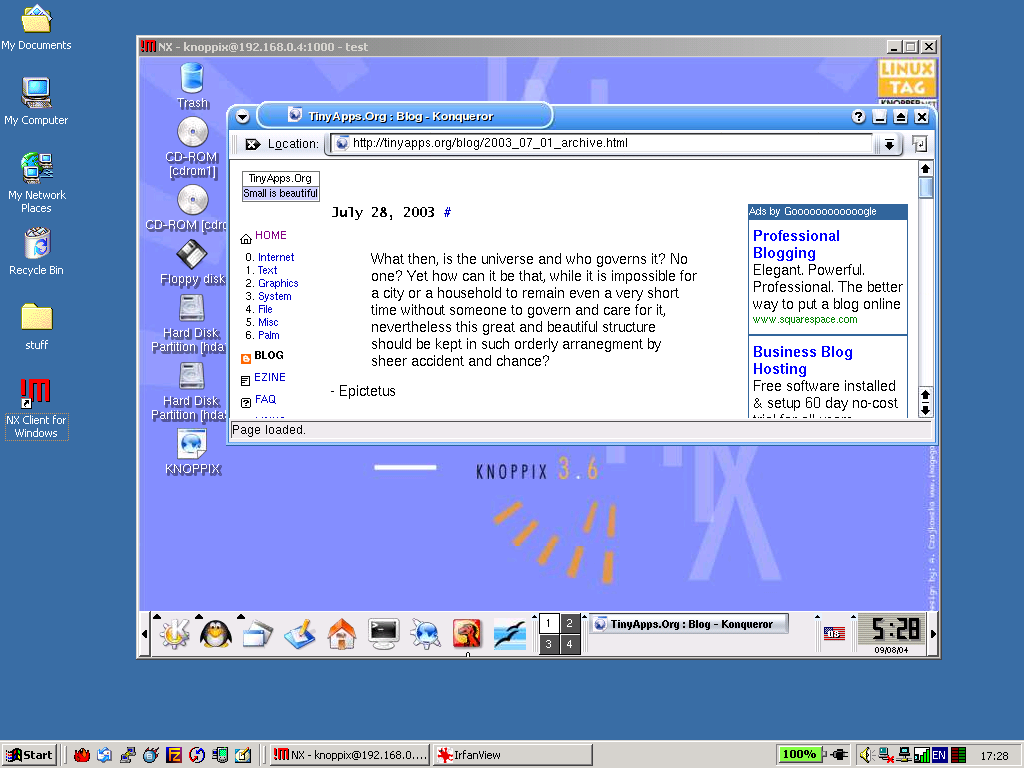 My Documents
My Computer
My Network
Places
Recycle Bin
stuff
NX Client for
Windows
!M NX - knoppix@192.168.0.4:1000 - test
Trash
CD-ROM
[cdrom1]
CD-ROM [cdro
Floppy disk
Hard Disk
Partition [hda
Hard Disk
Partition [hda
KNOPPIX
LINUX
TAG
TinyApps.Org : Blog - Konqueror
Location: http://tinyapps.org/blog/2003_07_01_archive.html
TinyApps.Org
Small is beautiful
HOME
0. Internet
1. Text
2. Graphics
3. System
4. File
5. Misc
6. Palm
BLOG
EZINE
FAQ
July 28, 2003 #
What then, is the universe and who governs it? No
one? Yet how can it be that, while it is impossible for
a city or a household to remain even a very short
time without someone to govern and care for it,
nevertheless this great and beautiful structure
should be kept in such orderly arranegment by
sheer accident and chance?
- Epictetus
Ads by Goooooooooooogle
Professional
Blogging
Elegant. Powerful.
Professional. The better
way to put a blog online
www.squarespace.com
Business Blog
Hosting
Free software installed
& setup 60 day no-cost
Page loaded.
KNOPPIX 3.6
1 2
3 4
TinyApps.Org : Blog - Konqueror
US
5:28
09/08/04
Start
!M NX - knoppix@192.168.0....
IrfanView
100%
EN
17:28